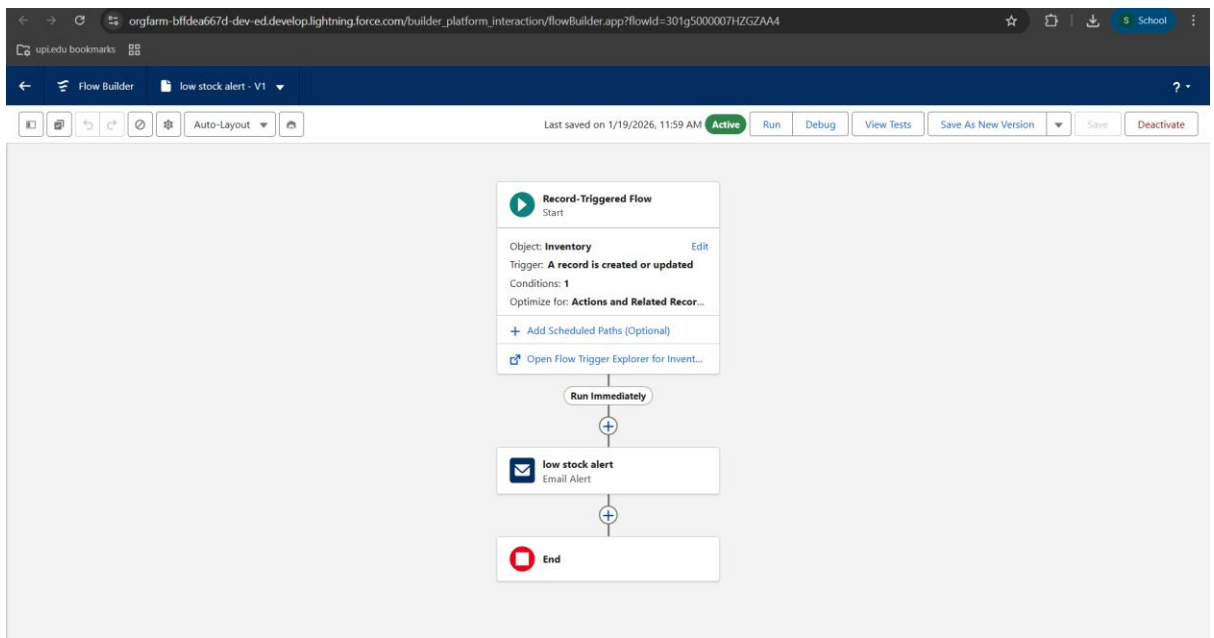 orgfarm-bffdea667d-dev-ed.develop.lightning.force.com/builder_platform_interaction/flowBuilder.app?flowId=301g5000007HZGZAA4
S School
upi.edu bookmarks
Flow Builder low stock alert - V1 ?
Auto-Layout Last saved on 1/19/2026, 11:59 AM Active Run Debug View Tests Save As New Version Save Deactivate
Record-Triggered Flow
Start
Object: Inventory Edit
Trigger: A record is created or updated
Conditions: 1
Optimize for: Actions and Related Recor...
+ Add Scheduled Paths (Optional)
Open Flow Trigger Explorer for Invent...
Run Immediately
low stock alert
Email Alert
End